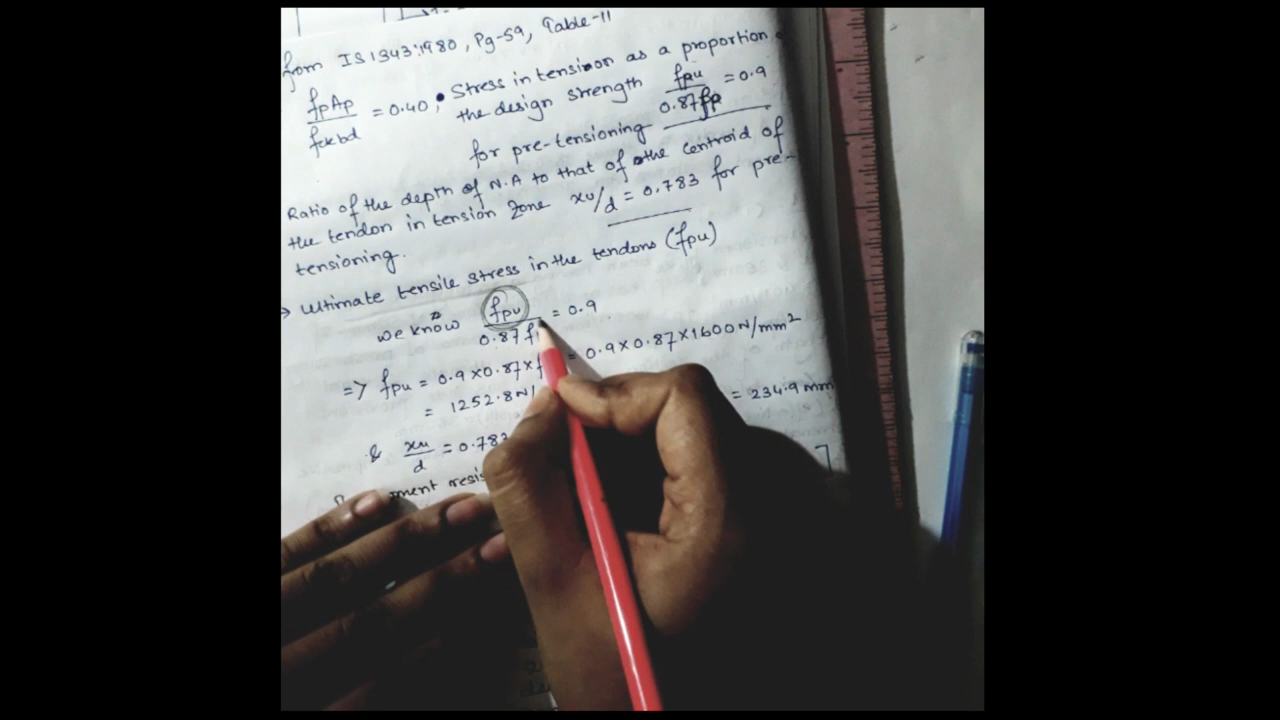 from IS 1343:1980, Pg-59, Table-11
fpAp/fckbd = 0.40, • Stress in tension as a proportion
the design strength fpu/0.87fp = 0.9
for pre-tensioning
Ratio of the depth of N.A to that of the centroid of
the tendon in tension zone xu/d = 0.783 for pre-
tensioning.
→ Ultimate tensile stress in the tendons (fpu)
we know fpu/0.87f = 0.9
=> fpu = 0.9 × 0.87 × f = 0.9×0.87×1600 N/mm²
= 1252.8 N/
& xu/d = 0.783 = 234.9 mm
ment resis